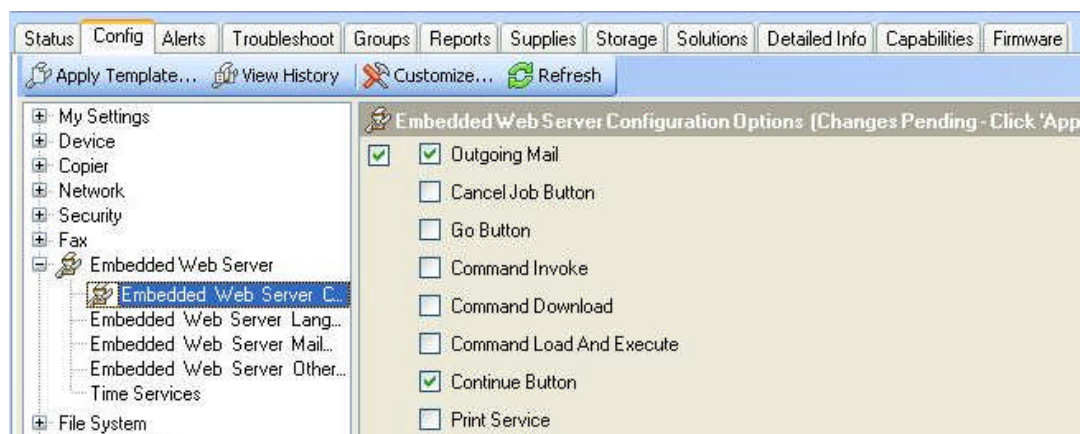 Status Config Alerts Troubleshoot Groups Reports Supplies Storage Solutions Detailed Info Capabilities Firmware
Apply Template... View History Customize... Refresh
My Settings
Device
Copier
Network
Security
Fax
Embedded Web Server
Embedded Web Server C...
Embedded Web Server Lang...
Embedded Web Server Mail...
Embedded Web Server Other...
Time Services
File System
Embedded Web Server Configuration Options (Changes Pending - Click 'App
Outgoing Mail
Cancel Job Button
Go Button
Command Invoke
Command Download
Command Load And Execute
Continue Button
Print Service